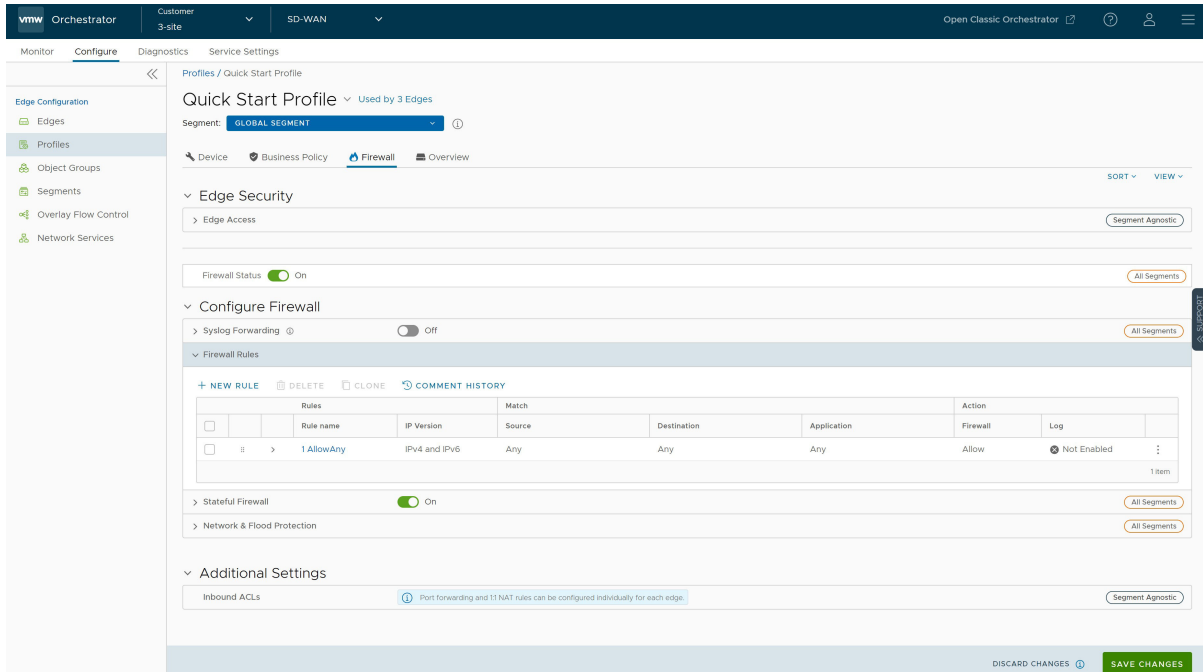 vmw Orchestrator
Customer
3-site
SD-WAN
Open Classic Orchestrator
Monitor Configure Diagnostics Service Settings
Edge Configuration
Edges
Profiles
Object Groups
Segments
Overlay Flow Control
Network Services
Profiles / Quick Start Profile
Quick Start Profile Used by 3 Edges
Segment: GLOBAL SEGMENT
Device Business Policy Firewall Overview
SORT VIEW
Edge Security
Edge Access Segment Agnostic
Firewall Status On All Segments
Configure Firewall
Syslog Forwarding Off All Segments
Firewall Rules
+ NEW RULE DELETE CLONE COMMENT HISTORY
Rules Match Action
Rule name IP Version Source Destination Application Firewall Log
1 AllowAny IPv4 and IPv6 Any Any Any Allow Not Enabled
1 item
Stateful Firewall On All Segments
Network & Flood Protection All Segments
Additional Settings
Inbound ACLs Port forwarding and 1:1 NAT rules can be configured individually for each edge. Segment Agnostic
SUPPORT
DISCARD CHANGES SAVE CHANGES